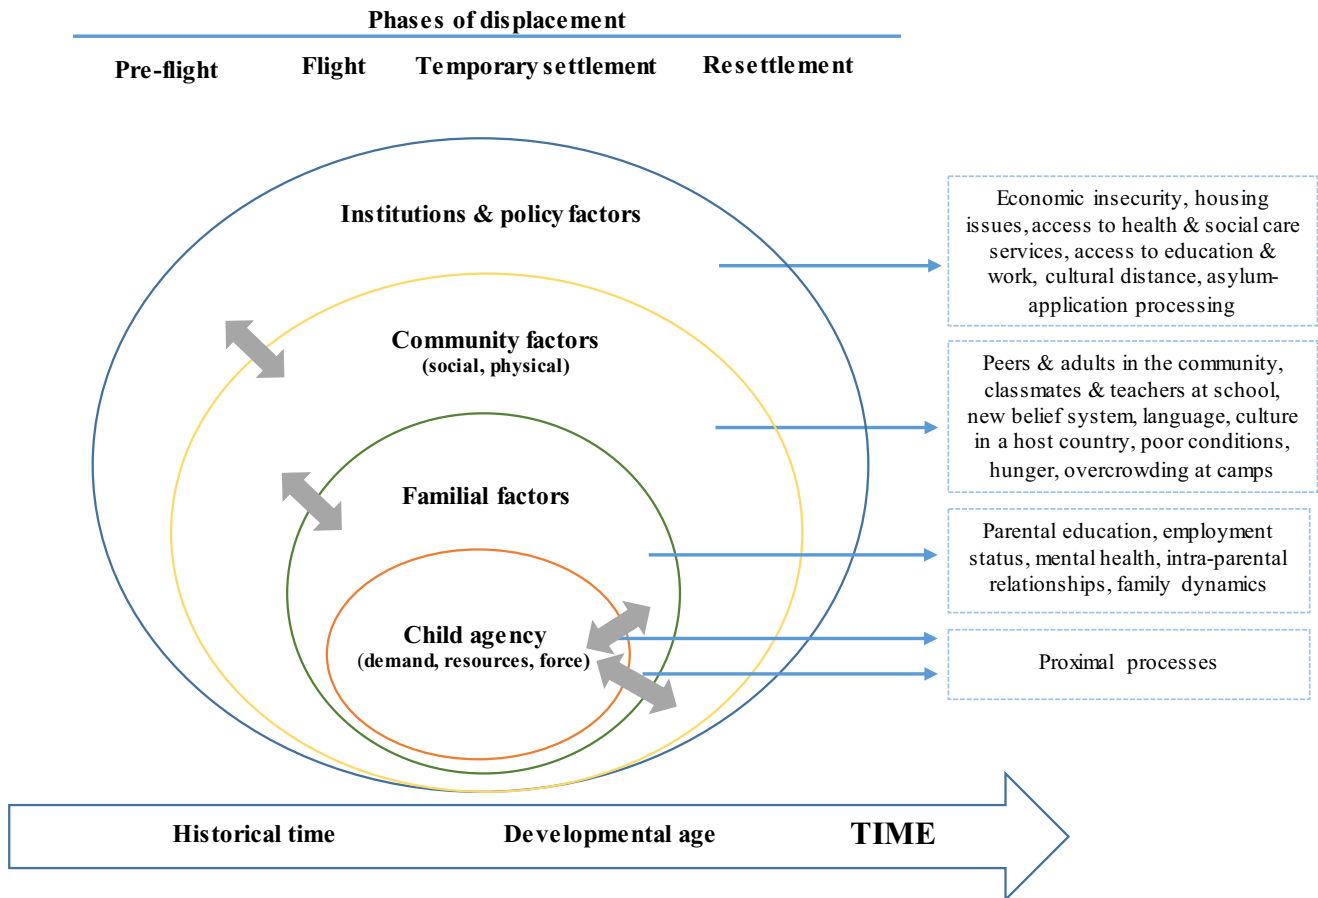 Phases of displacement
Pre-flight Flight Temporary settlement Resettlement
Institutions & policy factors
Economic insecurity, housing
issues, access to health & social care
services, access to education &
work, cultural distance, asylum-
application processing
Community factors
(social, physical)
Peers & adults in the community,
classmates & teachers at school,
new belief system, language, culture
in a host country, poor conditions,
hunger, overcrowding at camps
Familial factors
Parental education, employment
status, mental health, intra-parental
relationships, family dynamics
Child agency
(demand, resources, force)
Proximal processes
Historical time Developmental age TIME